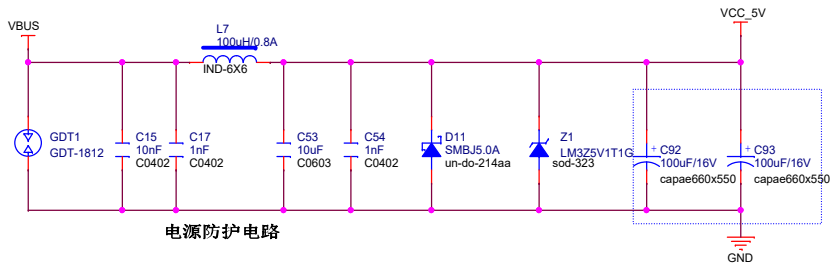 VBUS
VCC_5V
L7
100uH/0.8A
IND-6X6
GDT1
GDT-1812
C15
10nF
C0402
C17
1nF
C0402
C53
10uF
C0603
C54
1nF
C0402
D11
SMBJ5.0A
un-do-214aa
Z1
LM3Z5V1T1G
sod-323
C92
100uF/16V
capae660x550
C93
100uF/16V
capae660x550
电源防护电路
GND